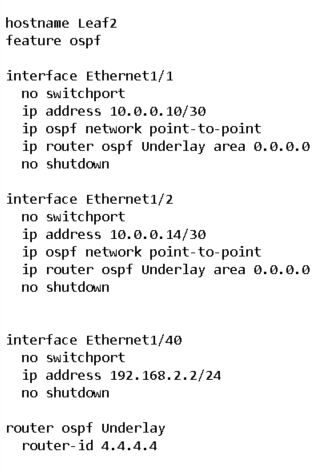 hostname Leaf2
feature ospf

interface Ethernet1/1
  no switchport
  ip address 10.0.0.10/30
  ip ospf network point-to-point
  ip router ospf Underlay area 0.0.0.0
  no shutdown

interface Ethernet1/2
  no switchport
  ip address 10.0.0.14/30
  ip ospf network point-to-point
  ip router ospf Underlay area 0.0.0.0
  no shutdown

interface Ethernet1/40
  no switchport
  ip address 192.168.2.2/24
  no shutdown

router ospf Underlay
  router-id 4.4.4.4